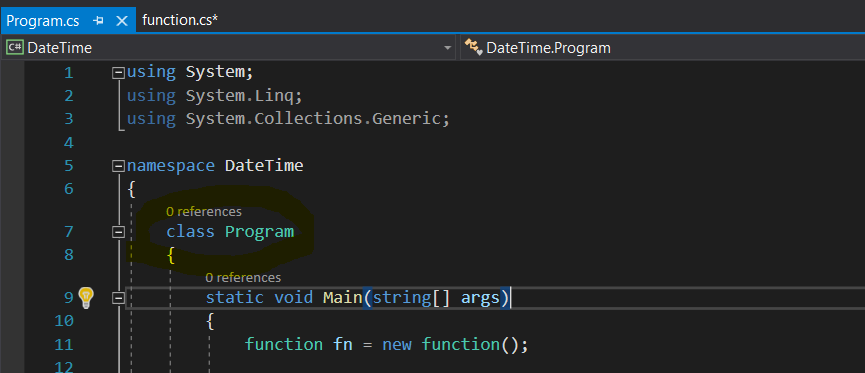 Program.cs
function.cs*
C# DateTime
DateTime.Program
1 using System;
2 using System.Linq;
3 using System.Collections.Generic;
4
5 namespace DateTime
6 {
0 references
7 class Program
8 {
0 references
9 static void Main(string[] args)
10 {
11 function fn = new function();
12